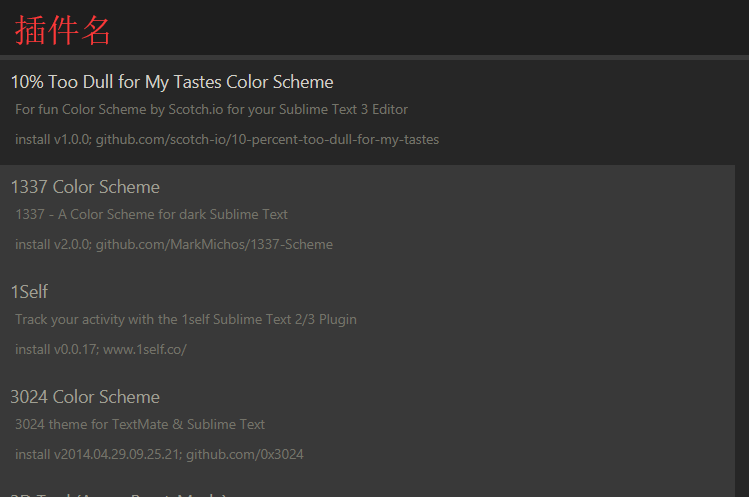 插件名
10% Too Dull for My Tastes Color Scheme
For fun Color Scheme by Scotch.io for your Sublime Text 3 Editor
install v1.0.0; github.com/scotch-io/10-percent-too-dull-for-my-tastes
1337 Color Scheme
1337 - A Color Scheme for dark Sublime Text
install v2.0.0; github.com/MarkMichos/1337-Scheme
1Self
Track your activity with the 1self Sublime Text 2/3 Plugin
install v0.0.17; www.1self.co/
3024 Color Scheme
3024 theme for TextMate & Sublime Text
install v2014.04.29.09.25.21; github.com/0x3024